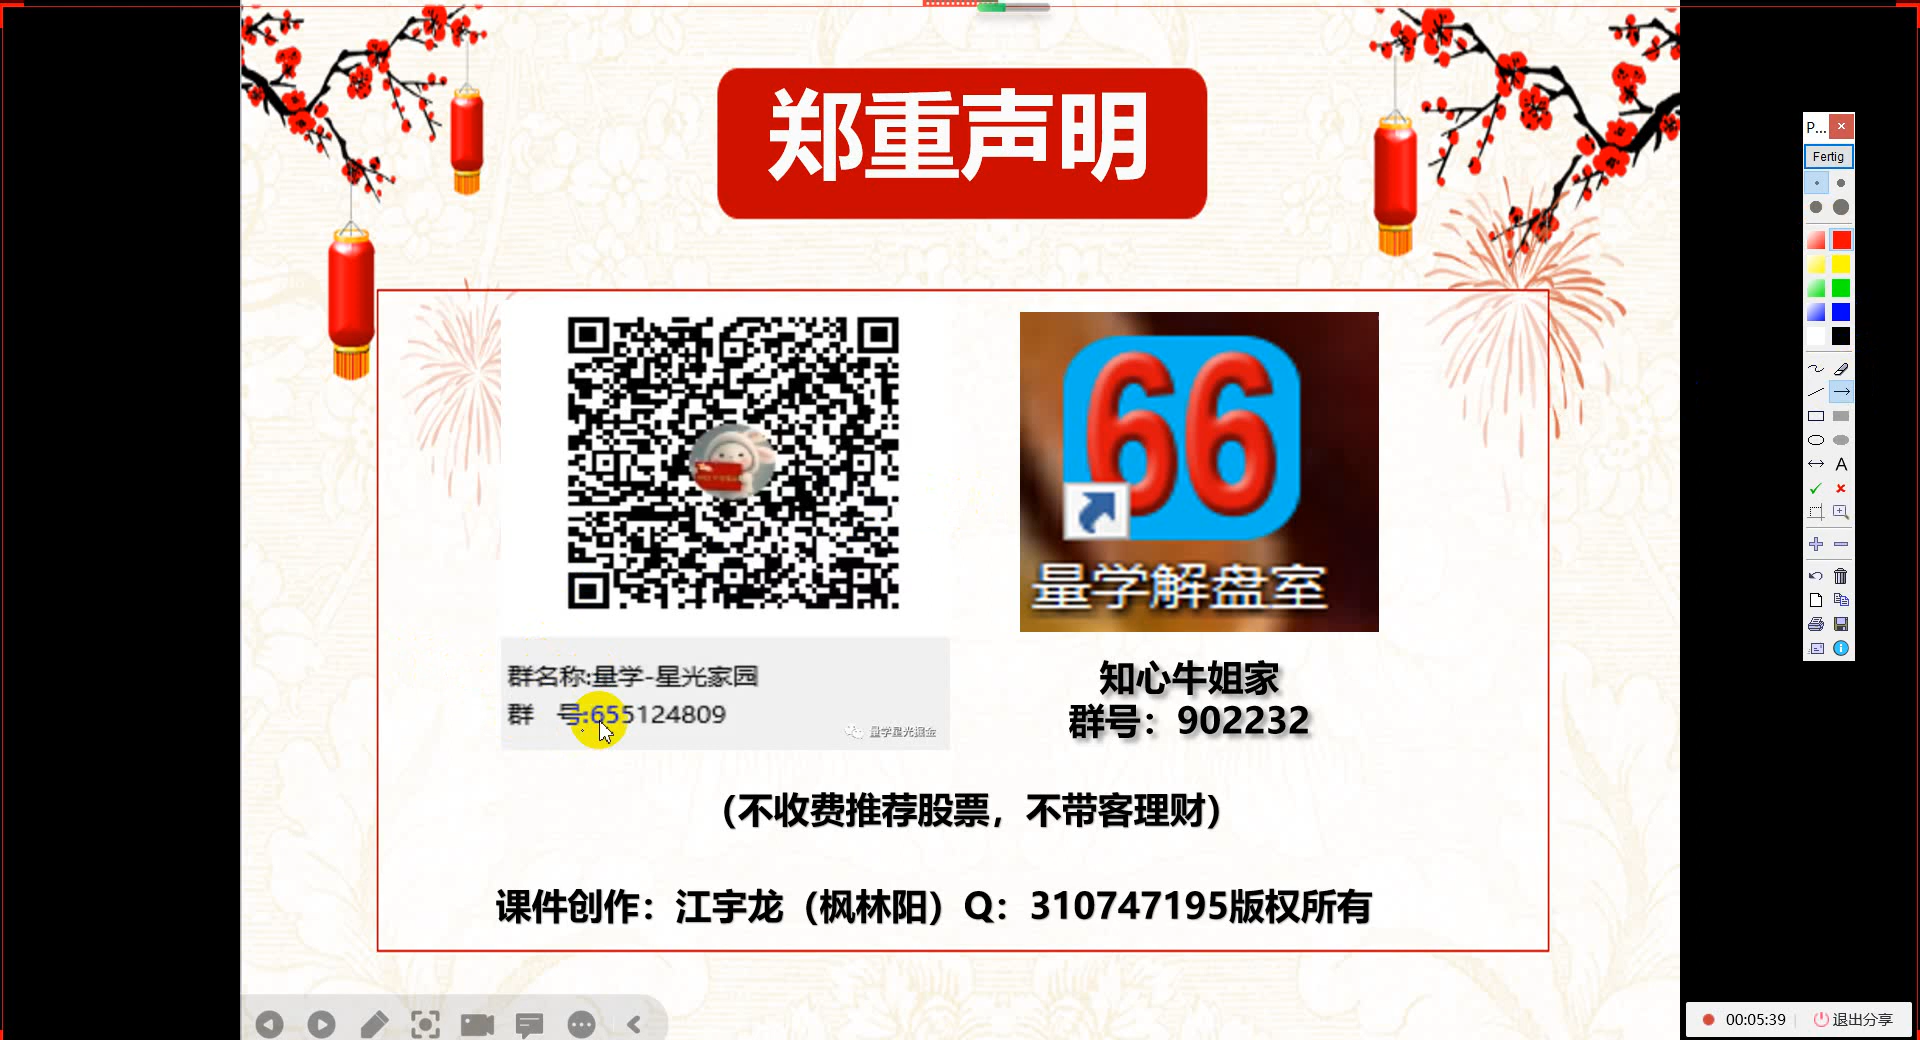 郑重声明
66
量学解盘室
群名称:量学-星光家园
群 号:655124809
量学星光掘金
知心牛姐家
群号：902232
（不收费推荐股票，不带客理财）
课件创作：江宇龙（枫林阳）Q：310747195版权所有
P...
Fertig
A
00:05:39
退出分享